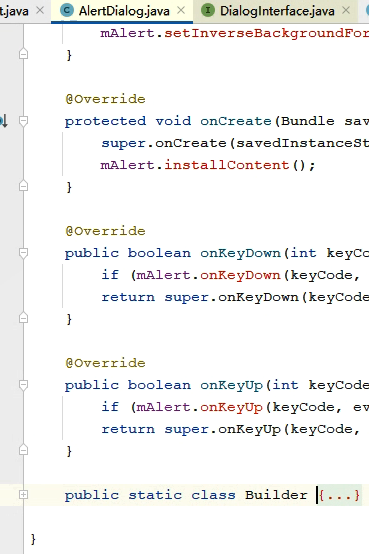 t.java × AlertDialog.java × DialogInterface.java ×
mAlert.setInverseBackgroundFor
}
@Override
protected void onCreate(Bundle sav
super.onCreate(savedInstanceSt
mAlert.installContent();
}
@Override
public boolean onKeyDown(int keyCo
if (mAlert.onKeyDown(keyCode,
return super.onKeyDown(keyCode
}
@Override
public boolean onKeyUp(int keyCode
if (mAlert.onKeyUp(keyCode, ev
return super.onKeyUp(keyCode,
}
public static class Builder {...}
}